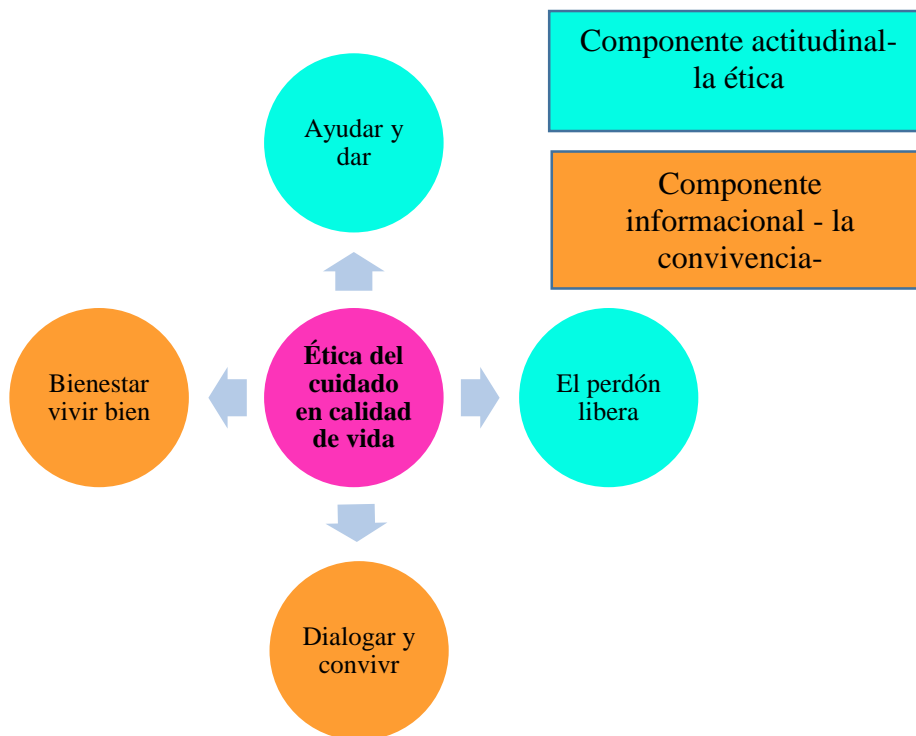 Componente actitudinal-
la ética
Ayudar y
dar
Componente
informacional - la
convivencia-
Bienestar
vivir bien
Ética del
cuidado
en calidad
de vida
El perdón
libera
Dialogar y
convivr